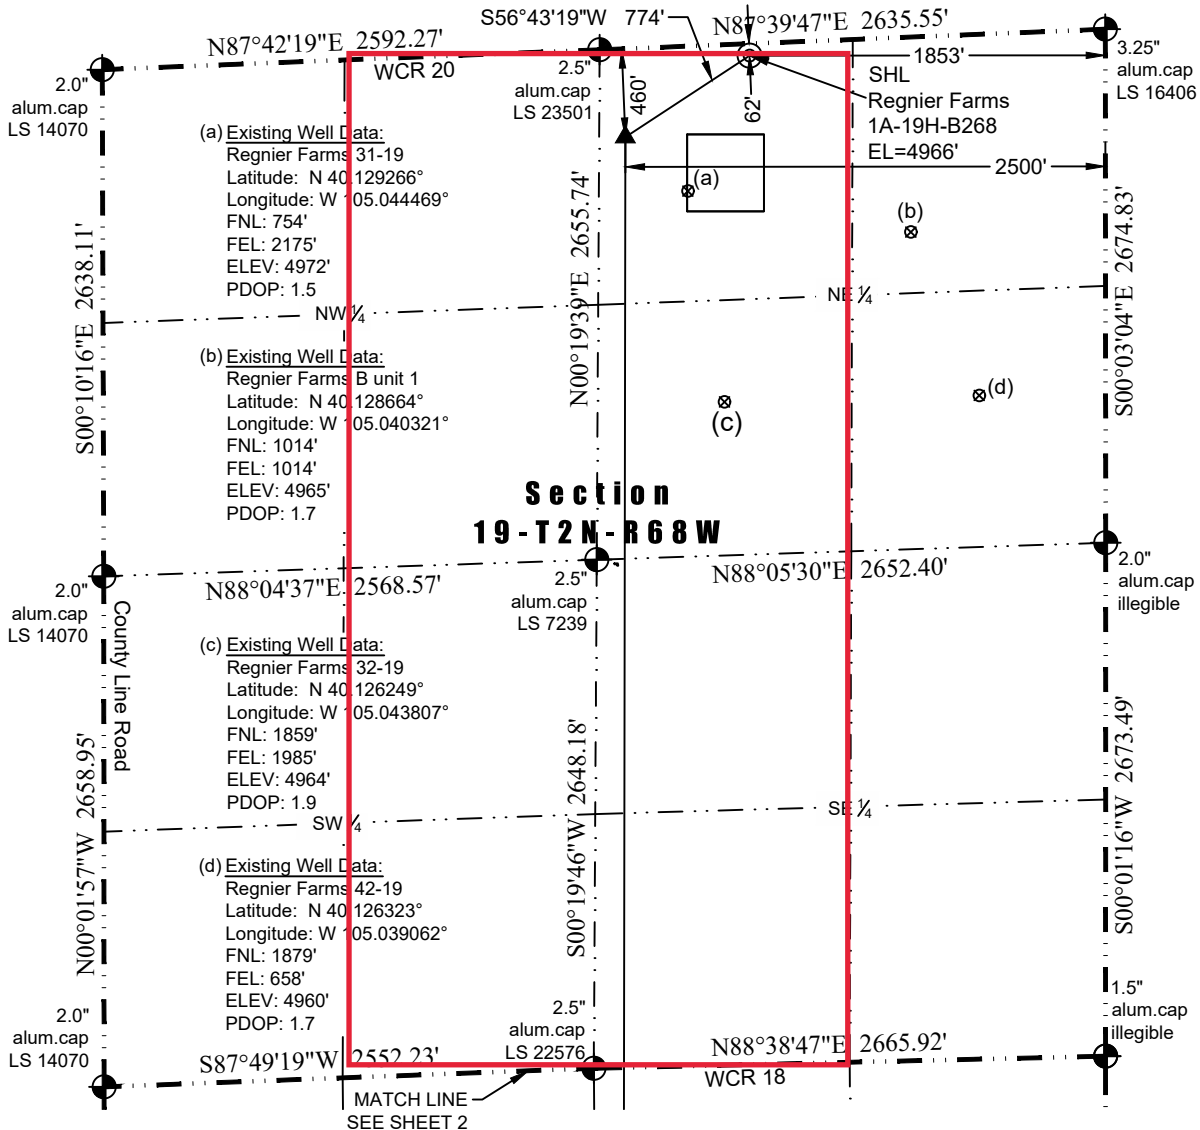 S56°43'19"W 774'
N87°42'19"E 2592.27'
N87°39'47"E 2635.55'
WCR 20
2.0"
alum.cap
LS 14070
2.5"
alum.cap
LS 23501
460'
62'
1853'
3.25"
alum.cap
LS 16406
SHL
Regnier Farms
1A-19H-B268
EL=4966'
2500'
(a) Existing Well Data:
Regnier Farms 31-19
Latitude: N 40.129266°
Longitude: W 105.044469°
FNL: 754'
FEL: 2175'
ELEV: 4972'
PDOP: 1.5
(a)
(b)
S00°10'16"E 2638.11'
N00°19'39"E 2655.74'
S00°03'04"E 2674.83'
NW ¼
NE ¼
(b) Existing Well Data:
Regnier Farms B unit 1
Latitude: N 40.128664°
Longitude: W 105.040321°
FNL: 1014'
FEL: 1014'
ELEV: 4965'
PDOP: 1.7
(c)
(d)
Section
19-T2N-R68W
2.0"
alum.cap
LS 14070
N88°04'37"E 2568.57'
2.5"
alum.cap
LS 7239
N88°05'30"E 2652.40'
2.0"
alum.cap
illegible
County Line Road
(c) Existing Well Data:
Regnier Farms 32-19
Latitude: N 40.126249°
Longitude: W 105.043807°
FNL: 1859'
FEL: 1985'
ELEV: 4964'
PDOP: 1.9
N00°01'57"W 2658.95'
S00°19'46"W 2648.18'
S00°01'16"W 2673.49'
SW ¼
SE ¼
(d) Existing Well Data:
Regnier Farms 42-19
Latitude: N 40.126323°
Longitude: W 105.039062°
FNL: 1879'
FEL: 658'
ELEV: 4960'
PDOP: 1.7
2.0"
alum.cap
LS 14070
S87°49'19"W 2552.23'
2.5"
alum.cap
LS 22576
N88°38'47"E 2665.92'
WCR 18
1.5"
alum.cap
illegible
MATCH LINE
SEE SHEET 2